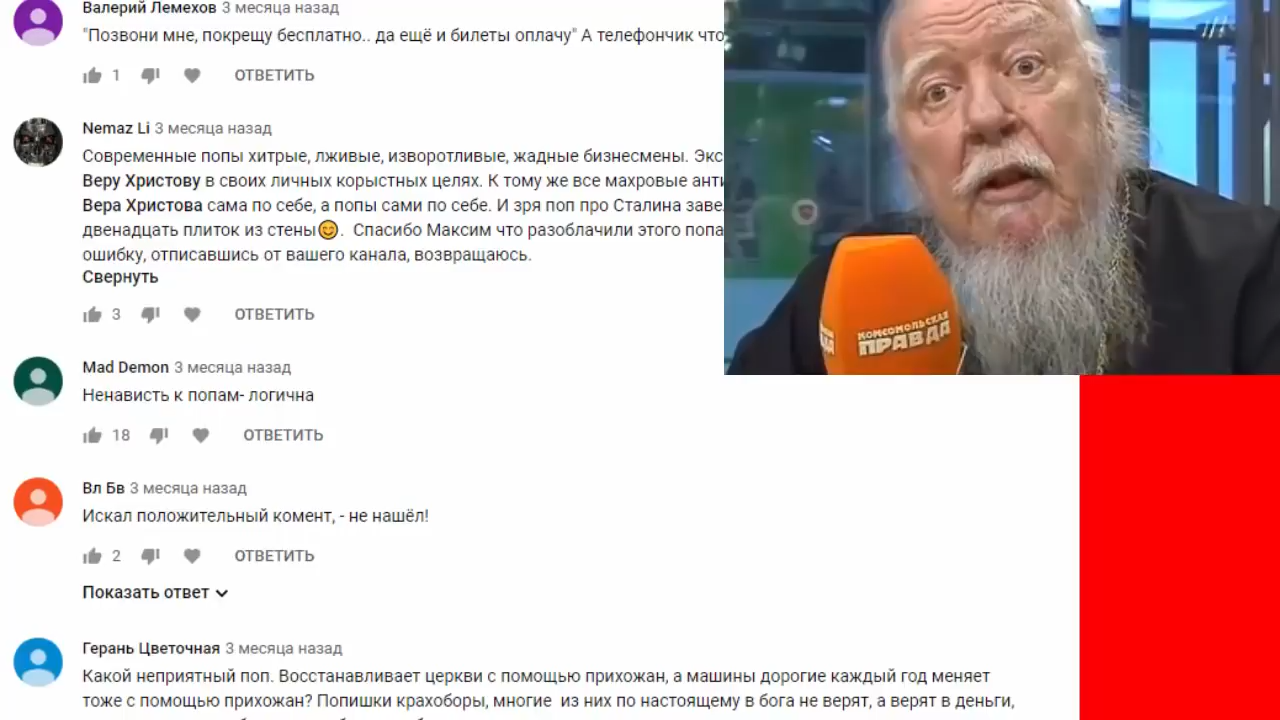 Валерий Лемехов 3 месяца назад
"Позвони мне, покрещу бесплатно.. да ещё и билеты оплачу" А телефончик что
1 ОТВЕТИТЬ
Nemaz Li 3 месяца назад
Современные попы хитрые, лживые, изворотливые, жадные бизнесмены.
Веру Христову в своих личных корыстных целях. К тому же все махровые
Вера Христова сама по себе, а попы сами по себе. И зря поп про Сталина
двенадцать плиток из стены😊. Спасибо Максим что разоблачили этого попа
ошибку, отписавшись от вашего канала, возвращаюсь.
Свернуть
3 ОТВЕТИТЬ
Mad Demon 3 месяца назад
Ненависть к попам- логична
18 ОТВЕТИТЬ
Вл Бв 3 месяца назад
Искал положительный комент, - не нашёл!
2 ОТВЕТИТЬ
Показать ответ
Герань Цветочная 3 месяца назад
Какой неприятный поп. Восстанавливает церкви с помощью прихожан, а машины дорогие каждый год меняет
тоже с помощью прихожан? Попишки крахоборы, многие из них по настоящему в бога не верят, а верят в деньги,
КОМСОМОЛЬСКАЯ
ПРАВДА